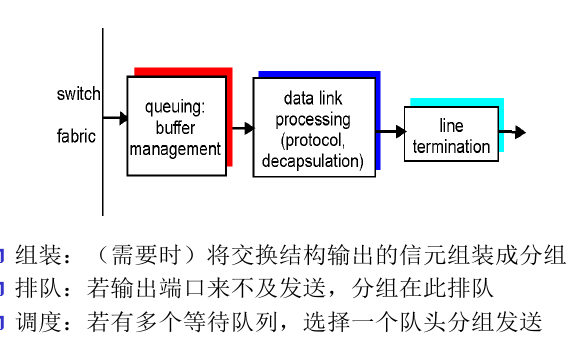 switch
fabric
queuing:
buffer
management
data link
processing
(protocol,
decapsulation)
line
termination
组装：（需要时）将交换结构输出的信元组装成分组
排队：若输出端口来不及发送，分组在此排队
调度：若有多个等待队列，选择一个队头分组发送